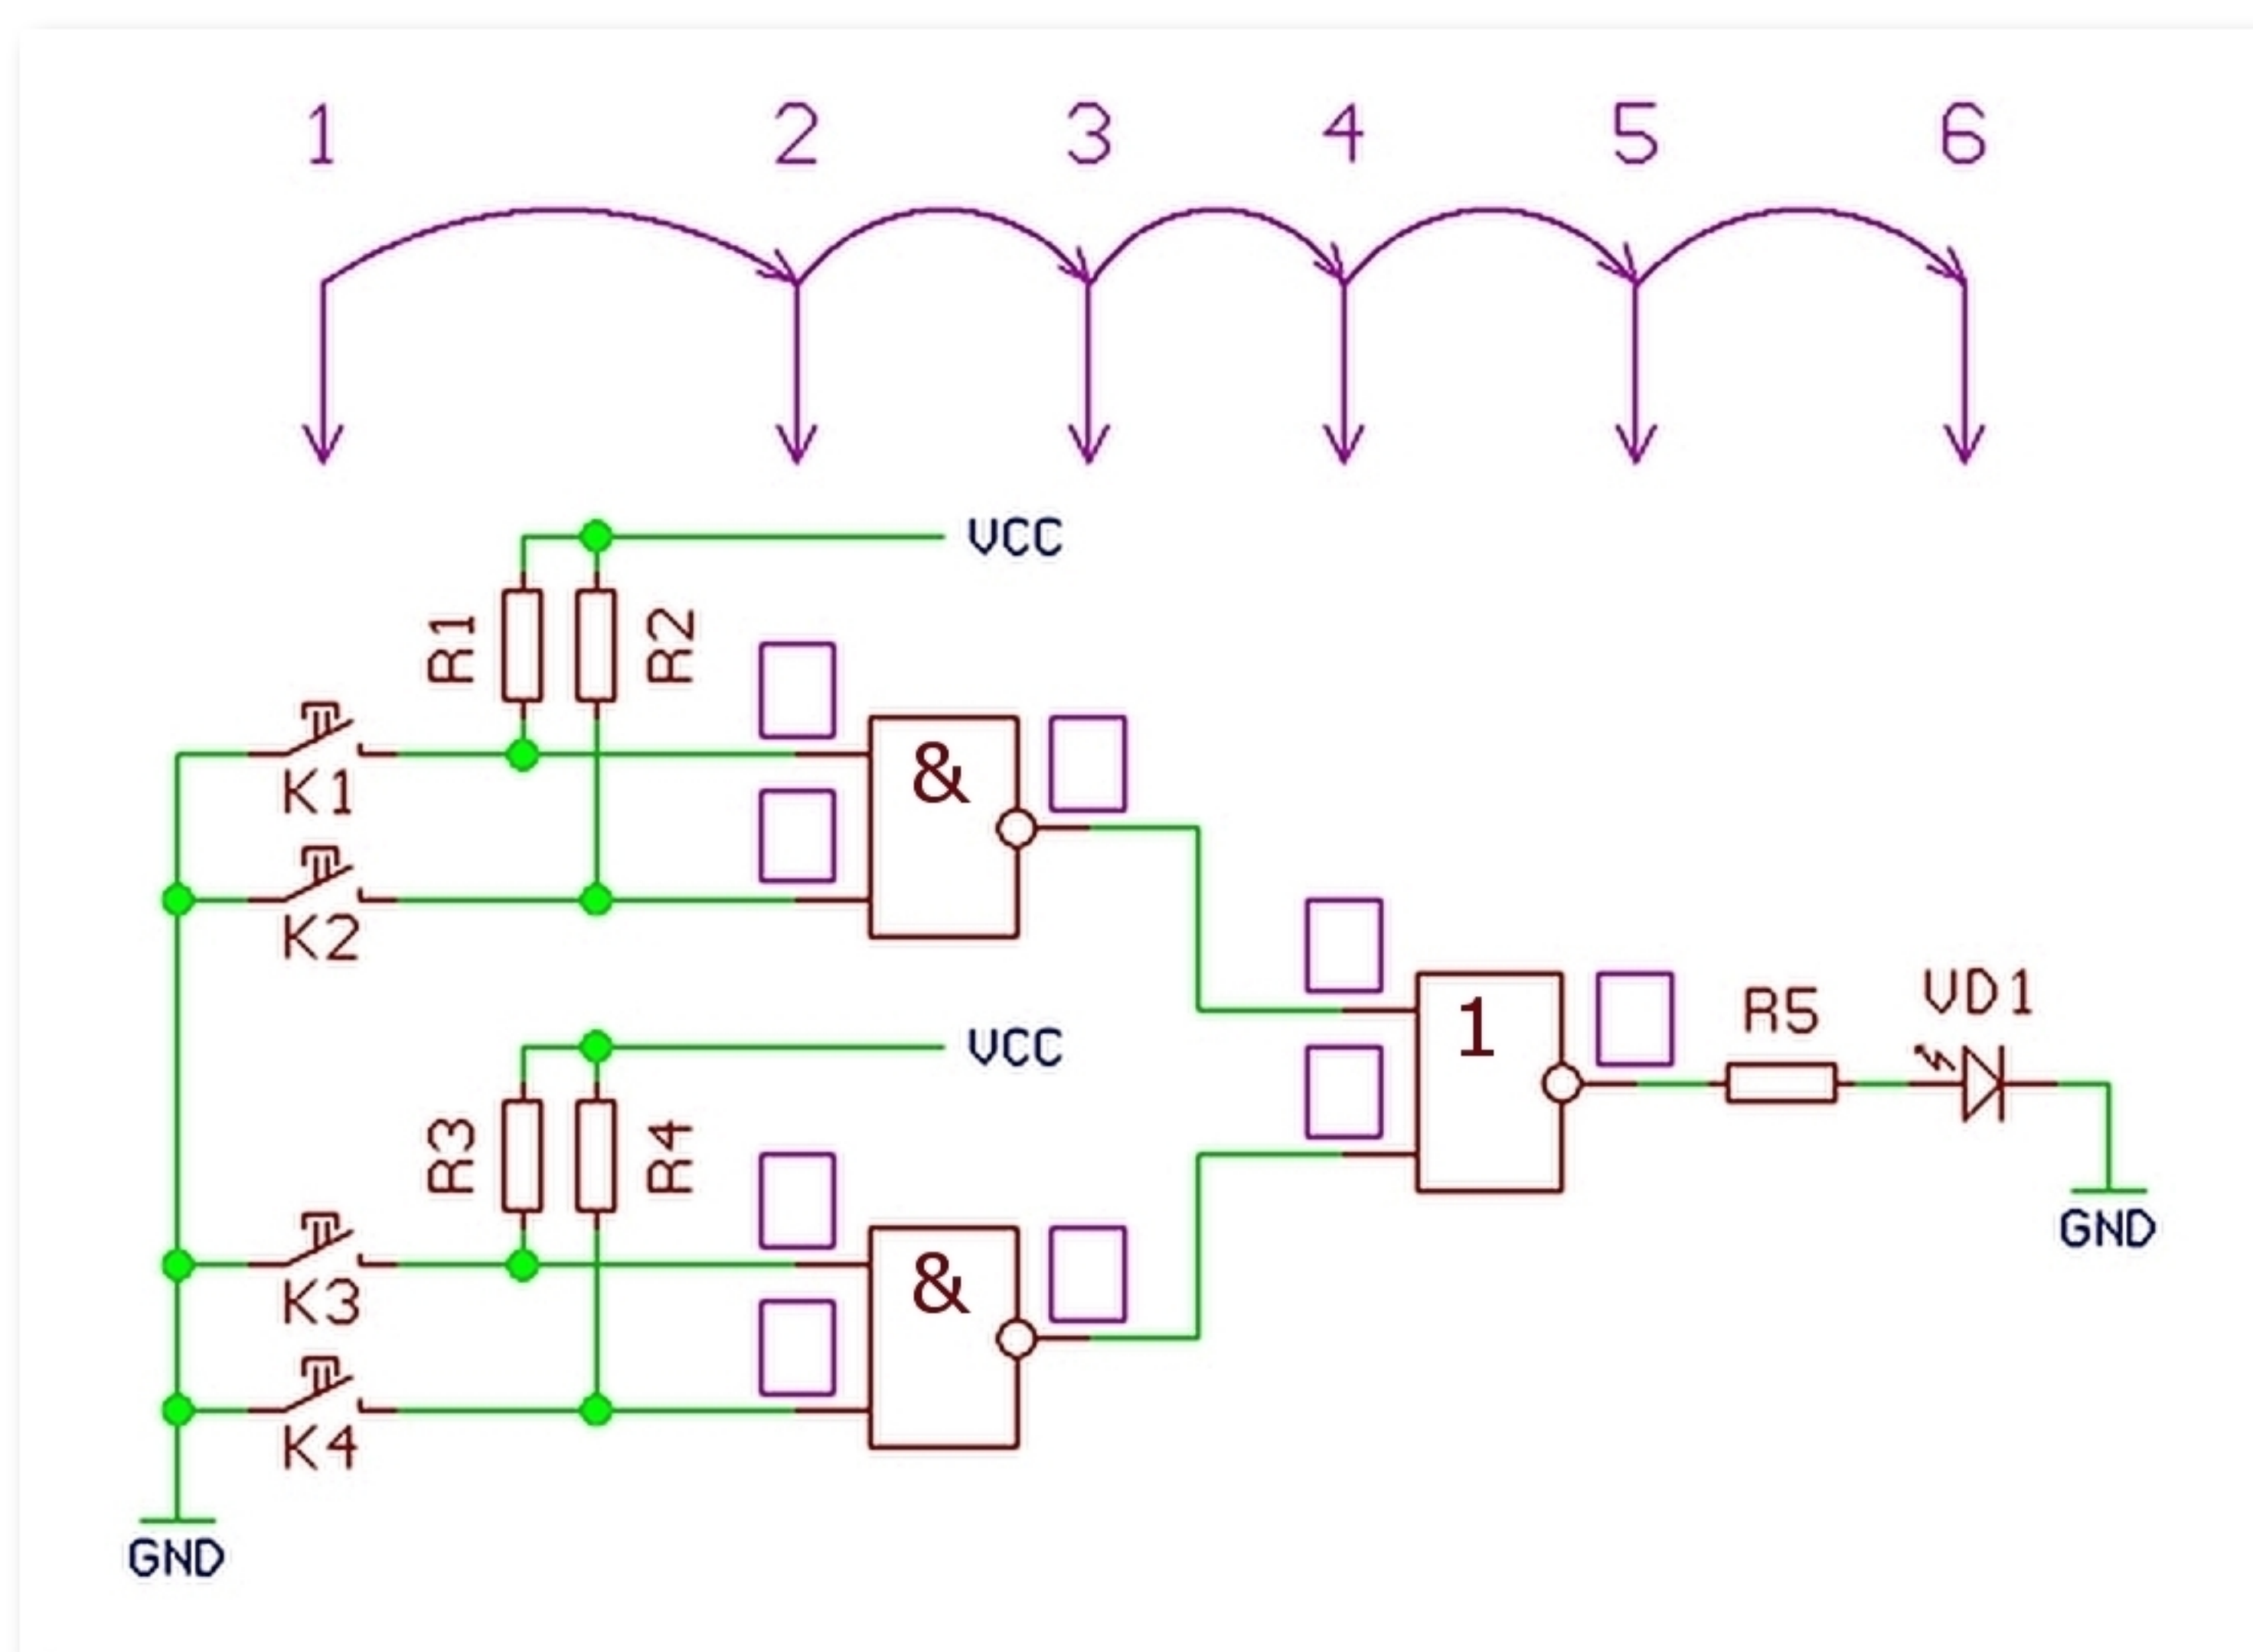 1 2 3 4 5 6
VCC
R1 R2
K1
&
K2
1
R5 VD1
VCC
R3 R4
K3
&
K4
GND
GND